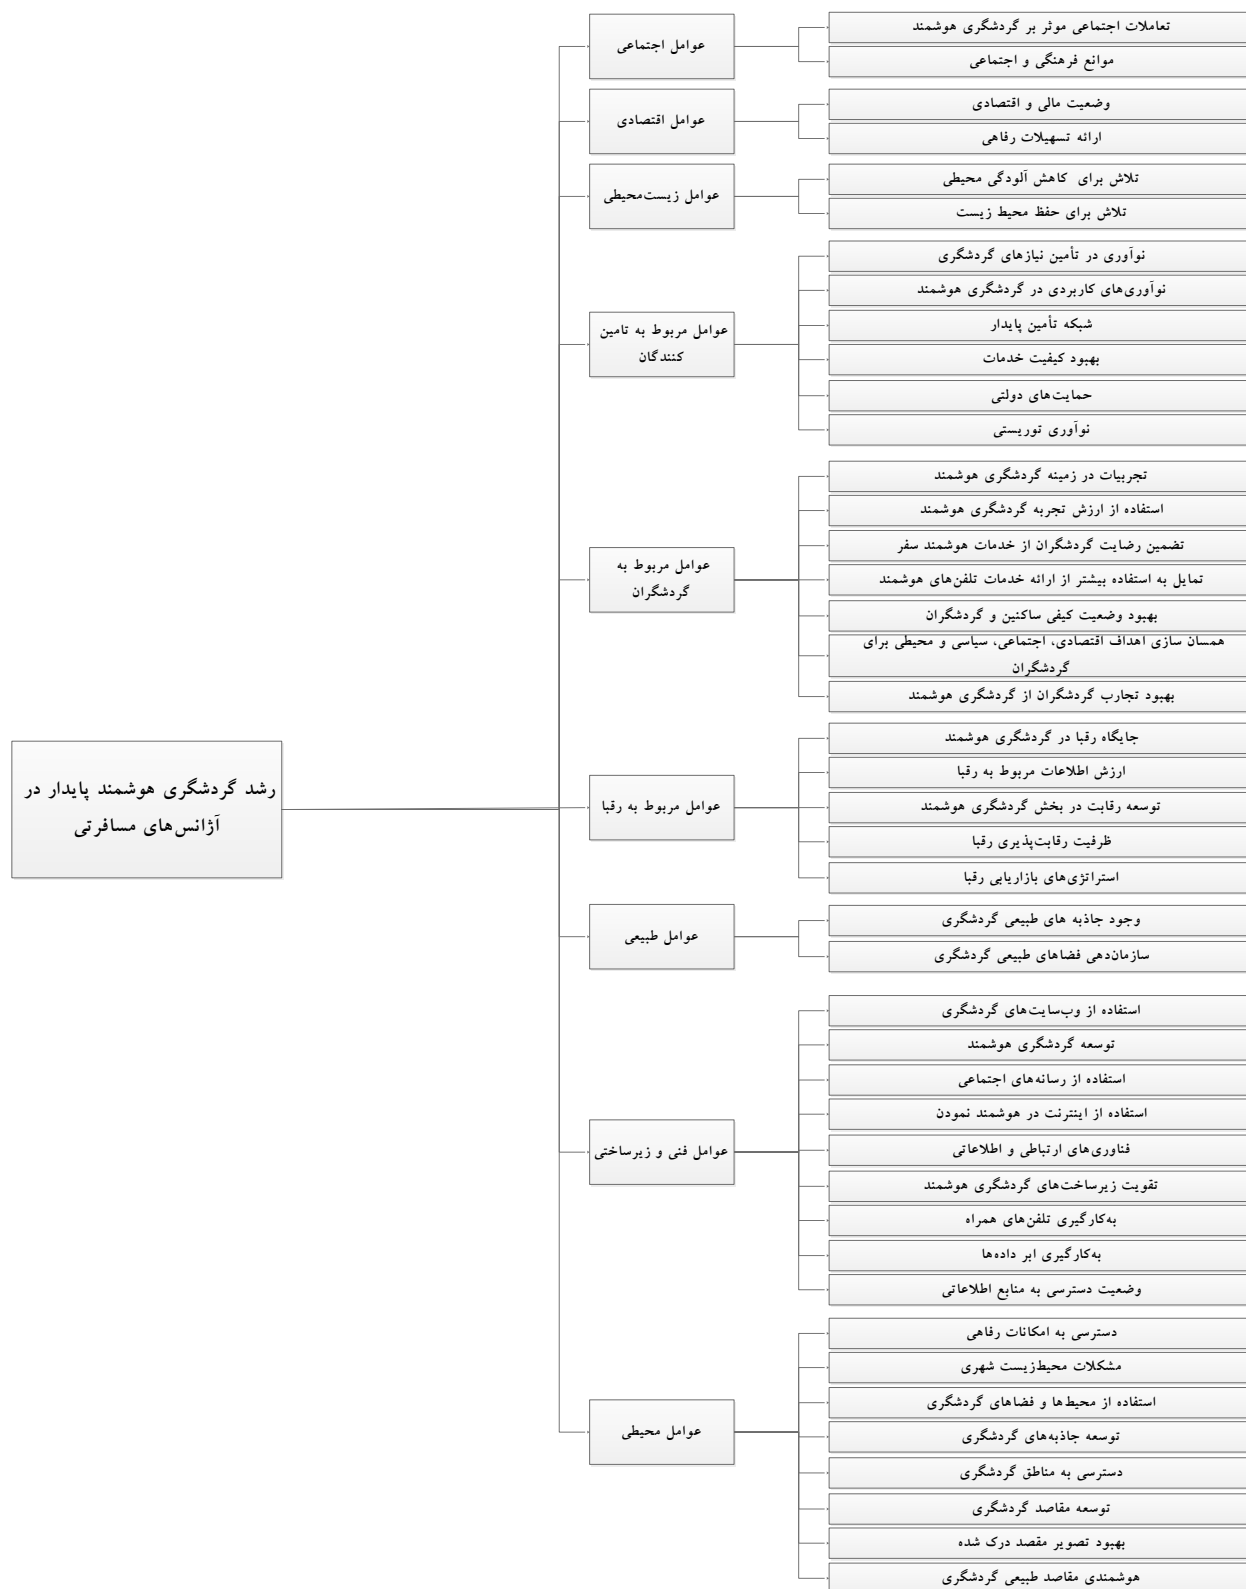 رشد گردشگری هوشمند پایدار در
آژانس‌های مسافرتی
عوامل اجتماعی
تعاملات اجتماعی موثر بر گردشگری هوشمند
موانع فرهنگی و اجتماعی
عوامل اقتصادی
وضعیت مالی و اقتصادی
ارائه تسهیلات رفاهی
عوامل زیست‌محیطی
تلاش برای کاهش آلودگی محیطی
تلاش برای حفظ محیط زیست
عوامل مربوط به تامین
کنندگان
نوآوری در تأمین نیازهای گردشگری
نوآوری‌های کاربردی در گردشگری هوشمند
شبکه تأمین پایدار
بهبود کیفیت خدمات
حمایت‌های دولتی
نوآوری توریستی
عوامل مربوط به
گردشگران
تجربیات در زمینه گردشگری هوشمند
استفاده از ارزش تجربه گردشگری هوشمند
تضمین رضایت گردشگران از خدمات هوشمند سفر
تمایل به استفاده بیشتر از ارائه خدمات تلفن‌های هوشمند
بهبود وضعیت کیفی ساکنین و گردشگران
همسان سازی اهداف اقتصادی، اجتماعی، سیاسی و محیطی برای
گردشگران
بهبود تجارب گردشگران از گردشگری هوشمند
عوامل مربوط به رقبا
جایگاه رقبا در گردشگری هوشمند
ارزش اطلاعات مربوط به رقبا
توسعه رقابت در بخش گردشگری هوشمند
ظرفیت رقابت‌پذیری رقبا
استراتژی‌های بازاریابی رقبا
عوامل طبیعی
وجود جاذبه های طبیعی گردشگری
سازمان‌دهی فضاهای طبیعی گردشگری
عوامل فنی و زیرساختی
استفاده از وب‌سایت‌های گردشگری
توسعه گردشگری هوشمند
استفاده از رسانه‌های اجتماعی
استفاده از اینترنت در هوشمند نمودن
فناوری‌های ارتباطی و اطلاعاتی
تقویت زیرساخت‌های گردشگری هوشمند
به‌کارگیری تلفن‌های همراه
به‌کارگیری ابر داده‌ها
وضعیت دسترسی به منابع اطلاعاتی
عوامل محیطی
دسترسی به امکانات رفاهی
مشکلات محیط‌زیست شهری
استفاده از محیط‌ها و فضاهای گردشگری
توسعه جاذبه‌های گردشگری
دسترسی به مناطق گردشگری
توسعه مقاصد گردشگری
بهبود تصویر مقصد درک شده
هوشمندی مقاصد طبیعی گردشگری